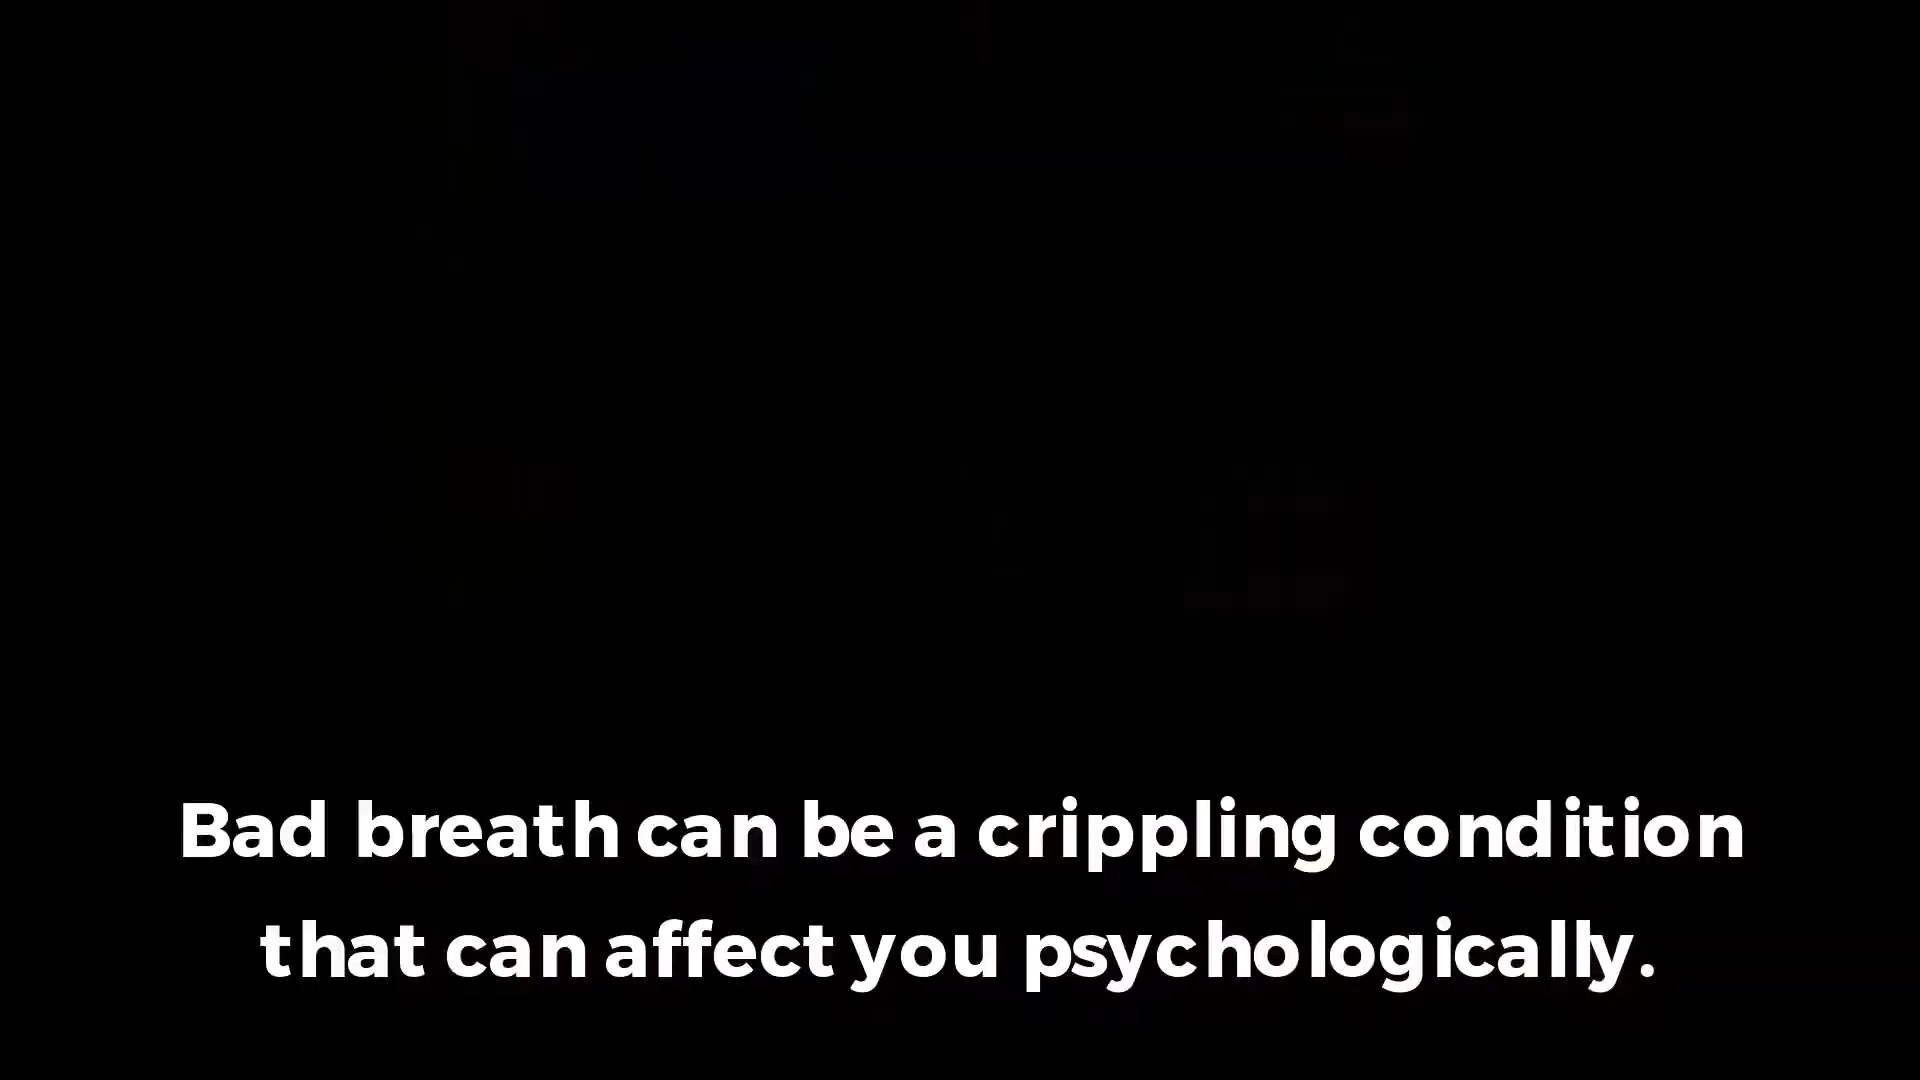 Bad breath can be a crippling condition
that can affect you psychologically.